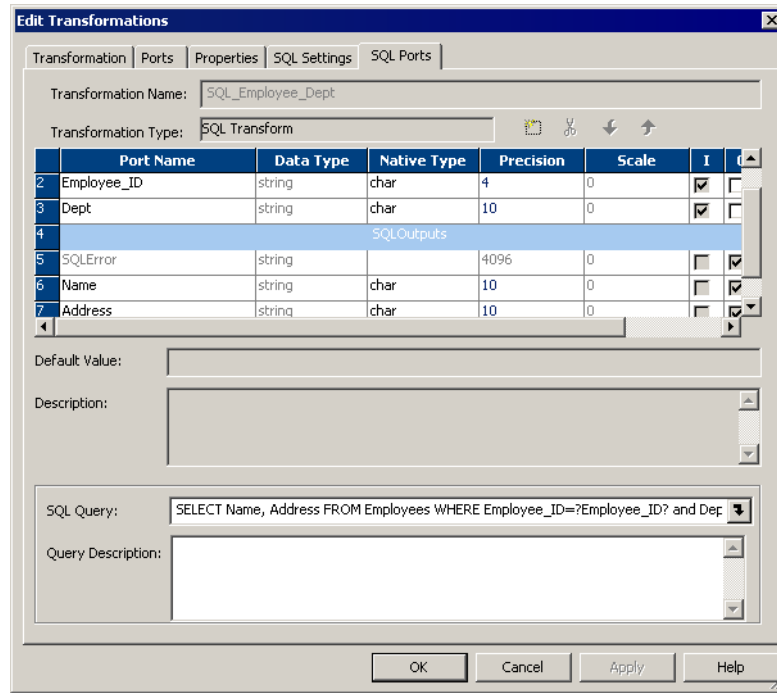 Edit Transformations
Transformation Ports Properties SQL Settings SQL Ports
Transformation Name: SQL_Employee_Dept
Transformation Type: SQL Transform
Port Name Data Type Native Type Precision Scale I
2 Employee_ID string char 4 0
3 Dept string char 10 0
4 SQLOutputs
5 SQLError string 4096 0
6 Name string char 10 0
7 Address string char 10 0
Default Value:
Description:
SQL Query: SELECT Name, Address FROM Employees WHERE Employee_ID=?Employee_ID? and Dep
Query Description:
OK Cancel Apply Help